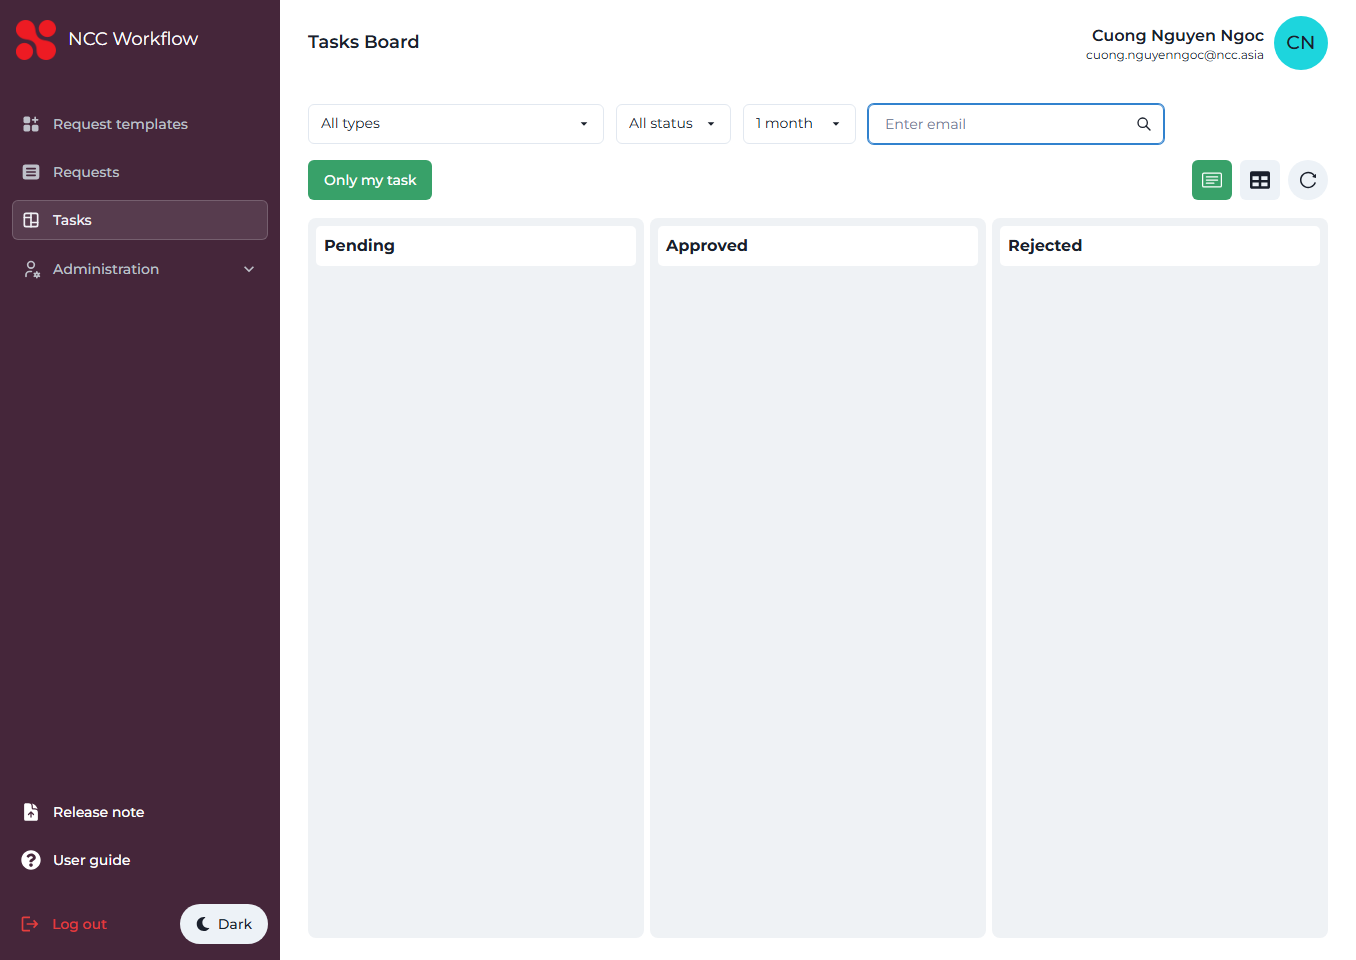 NCC Workflow
Request templates
Requests
Tasks
Administration
Release note
User guide
Log out
Dark
Tasks Board
Cuong Nguyen Ngoc
cuong.nguyenngoc@ncc.asia
CN
All types
All status
1 month
Enter email
Only my task
Pending
Approved
Rejected